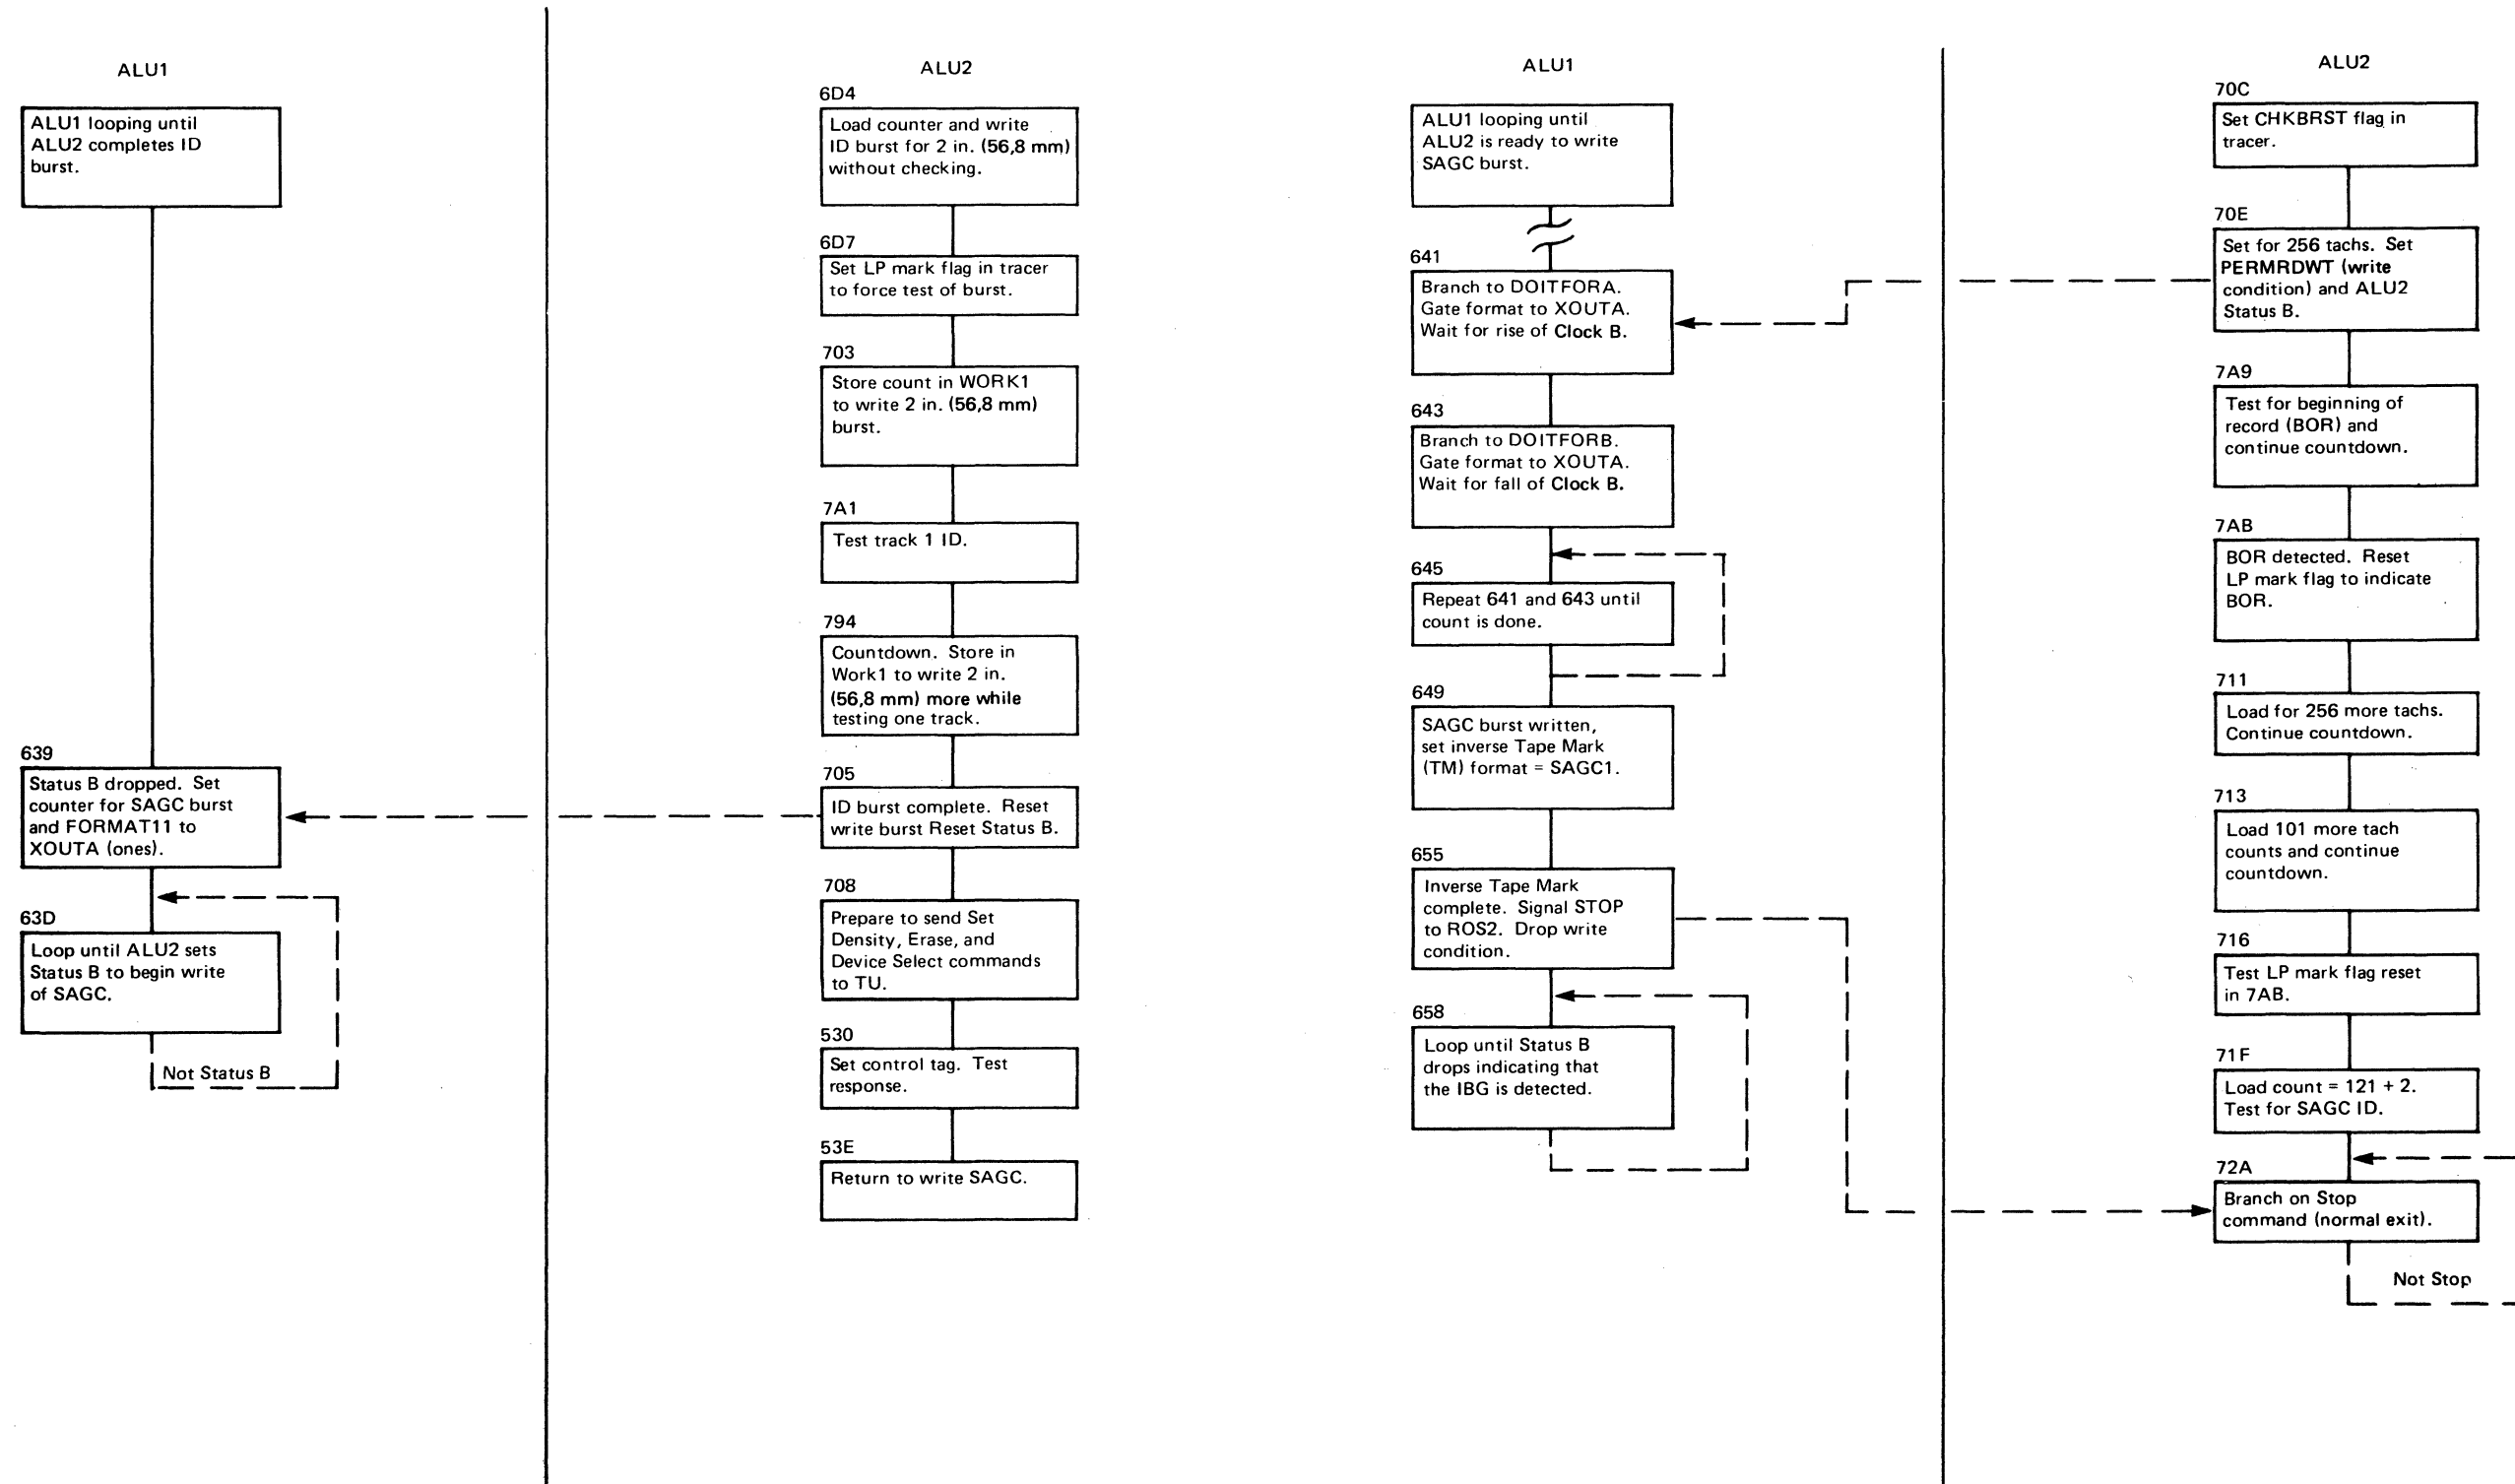 ALU1
ALU1 looping until
ALU2 completes ID
burst.
639
Status B dropped. Set
counter for SAGC burst
and FORMAT11 to
XOUTA (ones).
63D
Loop until ALU2 sets
Status B to begin write
of SAGC.
Not Status B
ALU2
6D4
Load counter and write
ID burst for 2 in. (56,8 mm)
without checking.
6D7
Set LP mark flag in tracer
to force test of burst.
703
Store count in WORK1
to write 2 in. (56,8 mm)
burst.
7A1
Test track 1 ID.
794
Countdown. Store in
Work1 to write 2 in.
(56,8 mm) more while
testing one track.
705
ID burst complete. Reset
write burst Reset Status B.
708
Prepare to send Set
Density, Erase, and
Device Select commands
to TU.
530
Set control tag. Test
response.
53E
Return to write SAGC.
ALU1
ALU1 looping until
ALU2 is ready to write
SAGC burst.
641
Branch to DOITFORA.
Gate format to XOUTA.
Wait for rise of Clock B.
643
Branch to DOITFORB.
Gate format to XOUTA.
Wait for fall of Clock B.
645
Repeat 641 and 643 until
count is done.
649
SAGC burst written,
set inverse Tape Mark
(TM) format = SAGC1.
655
Inverse Tape Mark
complete. Signal STOP
to ROS2. Drop write
condition.
658
Loop until Status B
drops indicating that
the IBG is detected.
ALU2
70C
Set CHKBRST flag in
tracer.
70E
Set for 256 tachs. Set
PERMRDWT (write
condition) and ALU2
Status B.
7A9
Test for beginning of
record (BOR) and
continue countdown.
7AB
BOR detected. Reset
LP mark flag to indicate
BOR.
711
Load for 256 more tachs.
Continue countdown.
713
Load 101 more tach
counts and continue
countdown.
716
Test LP mark flag reset
in 7AB.
71F
Load count = 121 + 2.
Test for SAGC ID.
72A
Branch on Stop
command (normal exit).
Not Stop